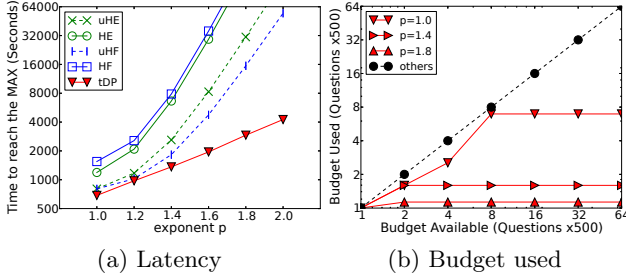 Time to reach the MAX (Seconds)
64000
32000
16000
8000
4000
2000
1000
500
uHE
HE
uHF
HF
tDP
1.0 1.2 1.4 1.6 1.8 2.0
exponent p
(a) Latency
Budget Used (Questions x500)
64
32
16
8
4
2
p=1.0
p=1.4
p=1.8
others
1 2 4 8 16 32 64
Budget Available (Questions x500)
(b) Budget used